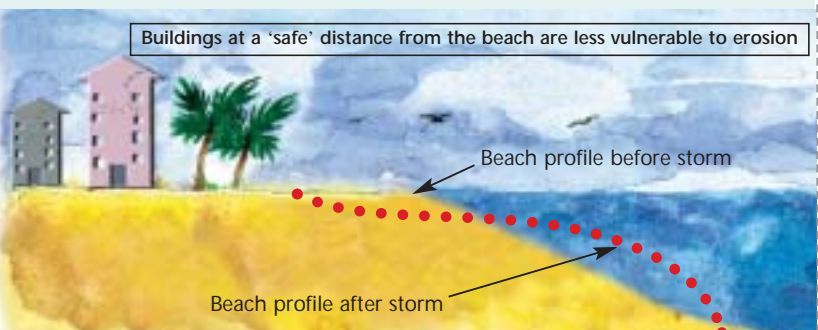 Buildings at a ‘safe’ distance from the beach are less vulnerable to erosion
Beach profile before storm
Beach profile after storm